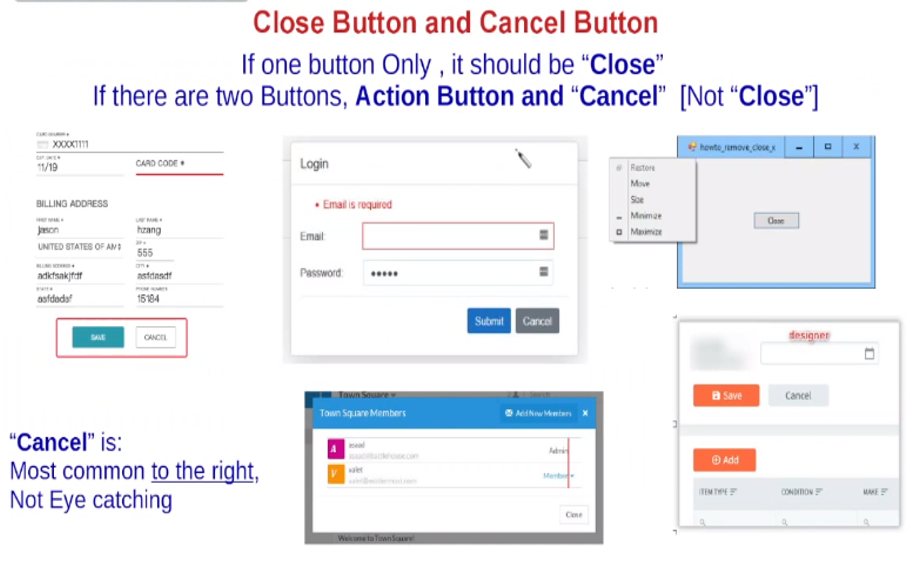 Close Button and Cancel Button
If one button Only , it should be “Close”
If there are two Buttons, Action Button and “Cancel” [Not “Close”]
CARD NUMBER *
XXXX1111
11/19
CARD CODE *
BILLING ADDRESS
FIRST NAME *
LAST NAME *
jason
hzang
UNITED STATES OF AM
555
BILLING ADDRESS *
CITY *
adkfsakjfdf
asfdasdf
STATE *
PHONE NUMBER
asfdadsf
15184
SAVE
CANCEL
Login
• Email is required
Email:
Password:
Submit
Cancel
howto_remove_close_x
Restore
Move
Size
Minimize
Maximize
Close
designer
Save
Cancel
Add
ITEM TYPE
CONDITION
MAKE
Town Square
Search
Town Square Members
Add New Members
A
Admin
V
valet
Member
Close
Welcome to Town Square!
“Cancel” is:
Most common to the right,
Not Eye catching